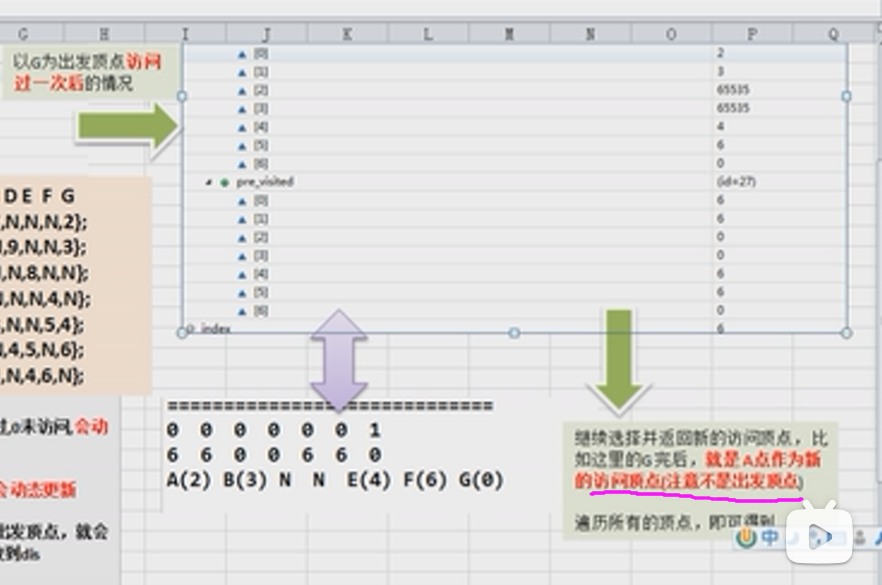 G H I J K L M N O P Q
以G为出发顶点访问
过一次后的情况
[0] 2
[1] 3
[2] 65535
[3] 65535
[4] 4
[5] 6
[6] 0
pre_visited (id=27)
[0] 6
[1] 6
[2] 0
[3] 0
[4] 6
[5] 6
[6] 0
index 6
D E F G
,N,N,N,2};
,9,N,N,3};
,N,8,N,N};
,N,N,4,N};
,N,N,5,4};
,4,5,N,6};
,N,4,6,N};
,0未访问,会动
会动态更新
出发顶点，就会
到dis
=============================
0 0 0 0 0 0 1
6 6 0 0 6 6 0
A(2) B(3) N N E(4) F(6) G(0)
继续选择并返回新的访问顶点，比
如这里的G完后，就是A点作为新
的访问顶点(注意不是出发顶点)
遍历所有的顶点，即可得到
中